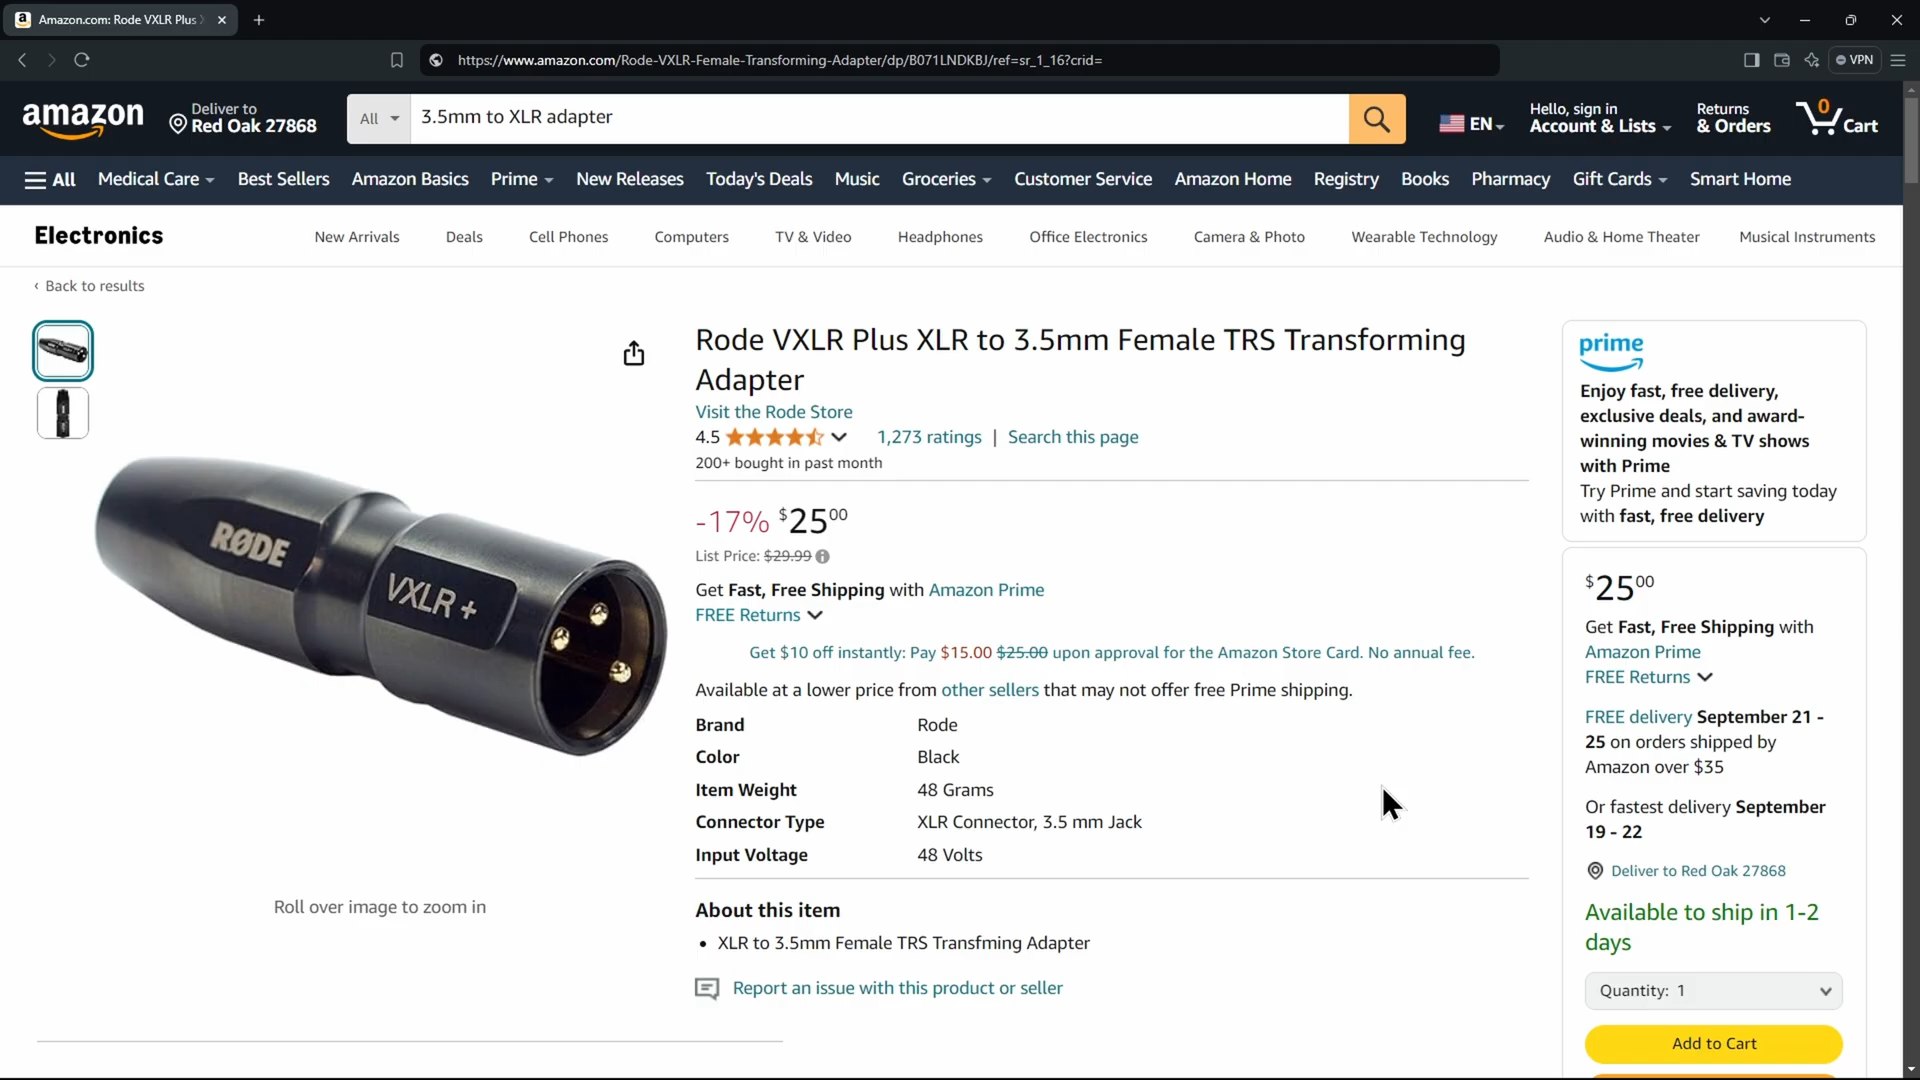 Amazon.com: Rode VXLR Plus
https://www.amazon.com/Rode-VXLR-Female-Transforming-Adapter/dp/B071LNDKBJ/ref=sr_1_16?crid=
VPN
amazon
Deliver to
Red Oak 27868
All
3.5mm to XLR adapter
EN
Hello, sign in
Account & Lists
Returns
& Orders
0
Cart
All
Medical Care
Best Sellers
Amazon Basics
Prime
New Releases
Today's Deals
Music
Groceries
Customer Service
Amazon Home
Registry
Books
Pharmacy
Gift Cards
Smart Home
Electronics
New Arrivals
Deals
Cell Phones
Computers
TV & Video
Headphones
Office Electronics
Camera & Photo
Wearable Technology
Audio & Home Theater
Musical Instruments
‹ Back to results
RØDE
VXLR+
Roll over image to zoom in
Rode VXLR Plus XLR to 3.5mm Female TRS Transforming
Adapter
Visit the Rode Store
4.5
1,273 ratings | Search this page
200+ bought in past month
-17% $2500
List Price: $29.99
Get Fast, Free Shipping with Amazon Prime
FREE Returns
Get $10 off instantly: Pay $15.00 $25.00 upon approval for the Amazon Store Card. No annual fee.
Available at a lower price from other sellers that may not offer free Prime shipping.
Brand Rode
Color Black
Item Weight 48 Grams
Connector Type XLR Connector, 3.5 mm Jack
Input Voltage 48 Volts
About this item
• XLR to 3.5mm Female TRS Transfming Adapter
Report an issue with this product or seller
prime
Enjoy fast, free delivery,
exclusive deals, and award-
winning movies & TV shows
with Prime
Try Prime and start saving today
with fast, free delivery
$2500
Get Fast, Free Shipping with
Amazon Prime
FREE Returns
FREE delivery September 21 -
25 on orders shipped by
Amazon over $35
Or fastest delivery September
19 - 22
Deliver to Red Oak 27868
Available to ship in 1-2
days
Quantity: 1
Add to Cart